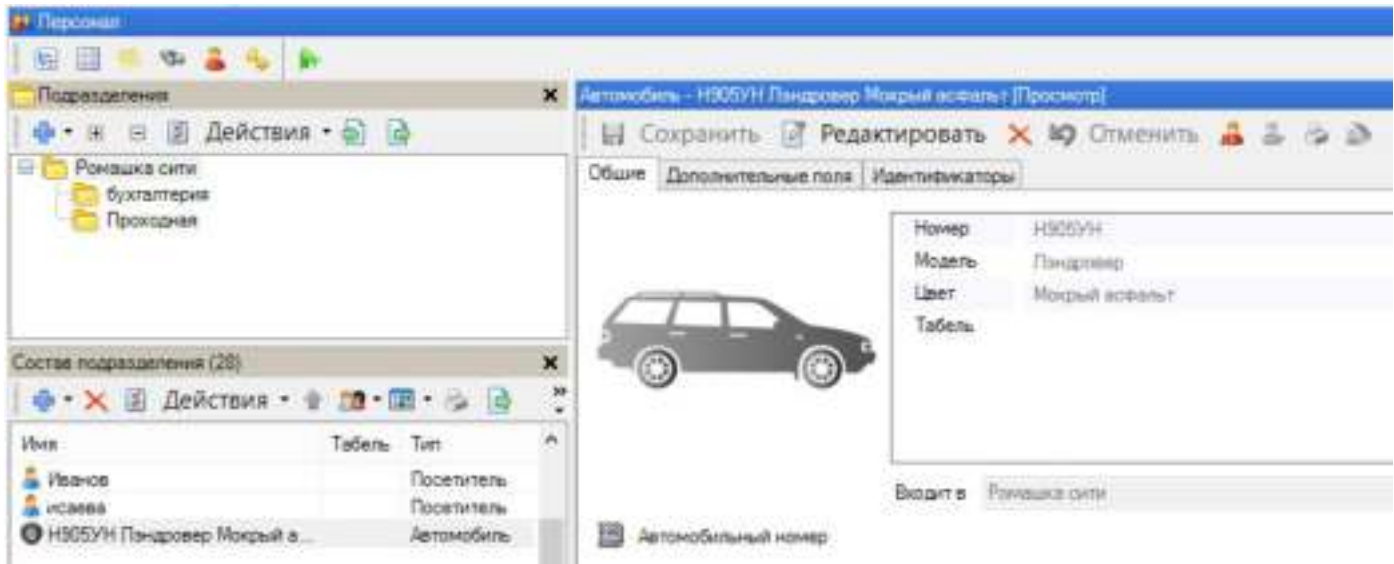 Персонал
Подразделения
Действия
Ромашка сити
бухгалтерия
Проходная
Состав подразделения (28)
Действия
Имя Табель Тип
Иванов Посетитель
исаева Посетитель
Н905УН Лэндровер Мокрый а... Автомобиль
Автомобиль - Н905УН Лэндровер Мокрый асфальт [Просмотр]
Сохранить Редактировать Отменить
Общие Дополнительные поля Идентификаторы
Номер Н905УН
Модель Лэндровер
Цвет Мокрый асфальт
Табель
Входит в Ромашка сити
Автомобильный номер